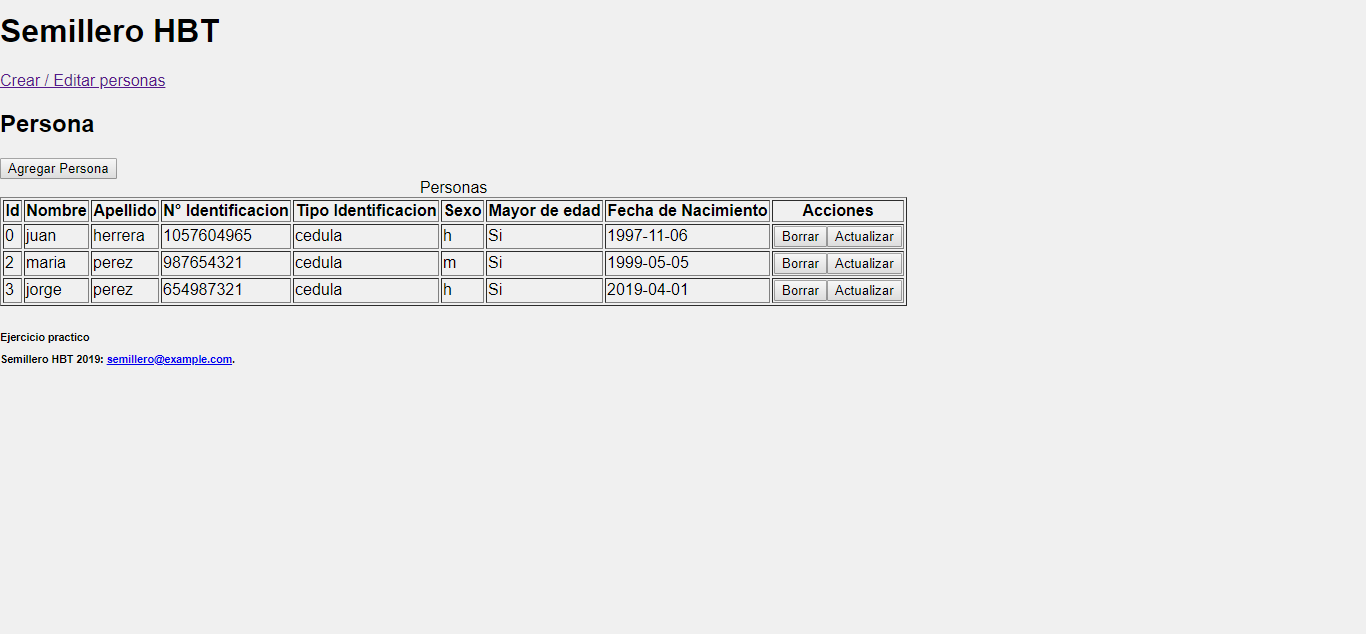 Semillero HBT
Crear / Editar personas
Persona
Agregar Persona
Personas
Id Nombre Apellido N° Identificacion Tipo Identificacion Sexo Mayor de edad Fecha de Nacimiento Acciones
0 juan herrera 1057604965 cedula h Si 1997-11-06 Borrar Actualizar
2 maria perez 987654321 cedula m Si 1999-05-05 Borrar Actualizar
3 jorge perez 654987321 cedula h Si 2019-04-01 Borrar Actualizar
Ejercicio practico
Semillero HBT 2019: semillero@example.com.